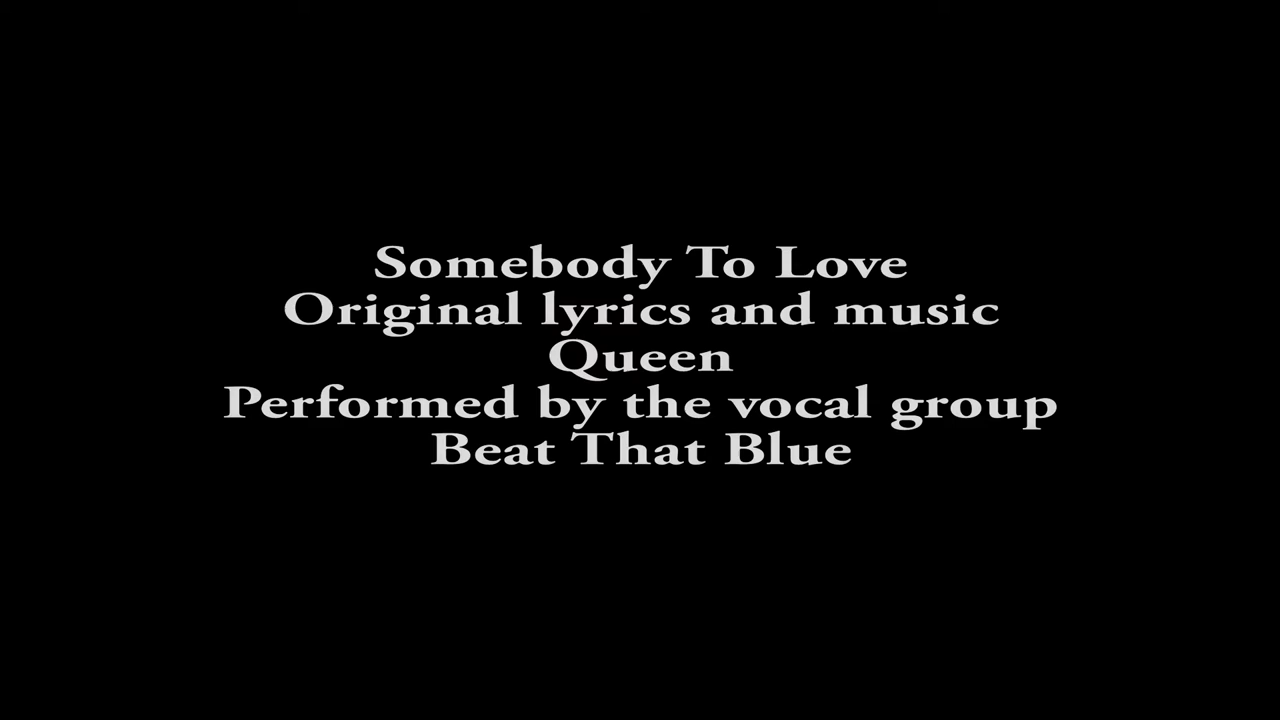 Somebody To Love
Original lyrics and music
Queen
Performed by the vocal group
Beat That Blue